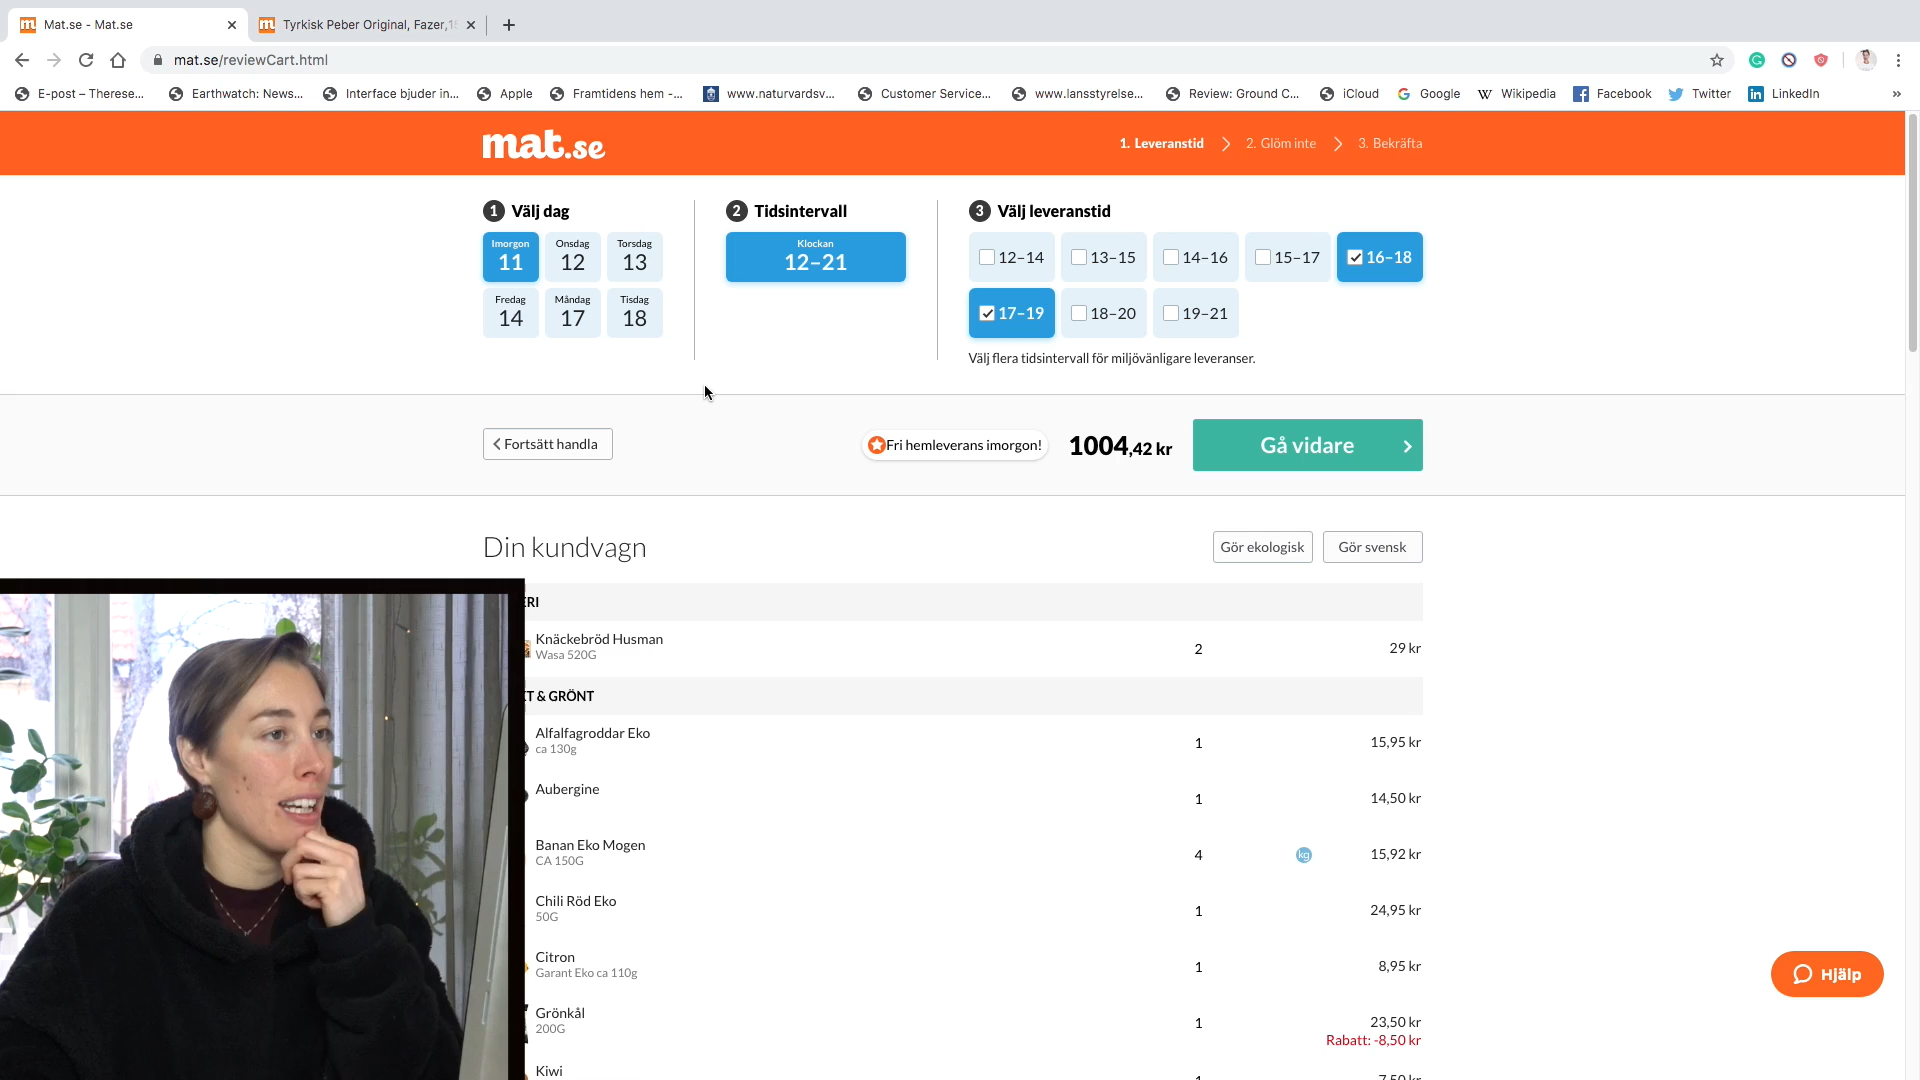 Mat.se - Mat.se
Tyrkisk Peber Original, Fazer,1
mat.se/reviewCart.html
E-post – Therese...
Earthwatch: News...
Interface bjuder in...
Apple
Framtidens hem -...
www.naturvardsv...
Customer Service...
www.lansstyrelse...
Review: Ground C...
iCloud
Google
Wikipedia
Facebook
Twitter
LinkedIn
»
mat.se
1. Leveranstid
2. Glöm inte
3. Bekräfta
1 Välj dag
Imorgon
11
Onsdag
12
Torsdag
13
Fredag
14
Måndag
17
Tisdag
18
2 Tidsintervall
Klockan
12–21
3 Välj leveranstid
12–14
13–15
14–16
15–17
16–18
17–19
18–20
19–21
Välj flera tidsintervall för miljövänligare leveranser.
Fortsätt handla
Fri hemleverans imorgon!
1004,42 kr
Gå vidare
Din kundvagn
Gör ekologisk
Gör svensk
ERI
Knäckebröd Husman
Wasa 520G
2
29 kr
KT & GRÖNT
Alfalfagroddar Eko
ca 130g
1
15,95 kr
Aubergine
1
14,50 kr
Banan Eko Mogen
CA 150G
4
kg
15,92 kr
Chili Röd Eko
50G
1
24,95 kr
Citron
Garant Eko ca 110g
1
8,95 kr
Grönkål
200G
1
23,50 kr
Rabatt: -8,50 kr
Kiwi
1
7,50 kr
Hjälp